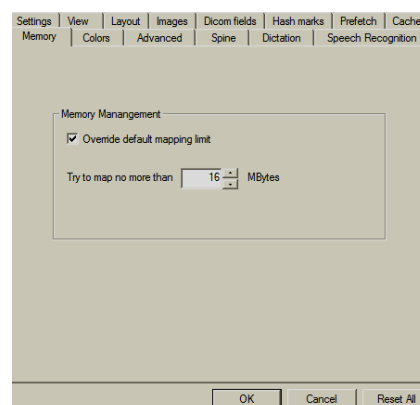 Settings View Layout Images Dicom fields Hash marks Prefetch Cache
Memory Colors Advanced Spine Dictation Speech Recognition
Memory Manangement
Override default mapping limit
Try to map no more than 16 MBytes
OK Cancel Reset All